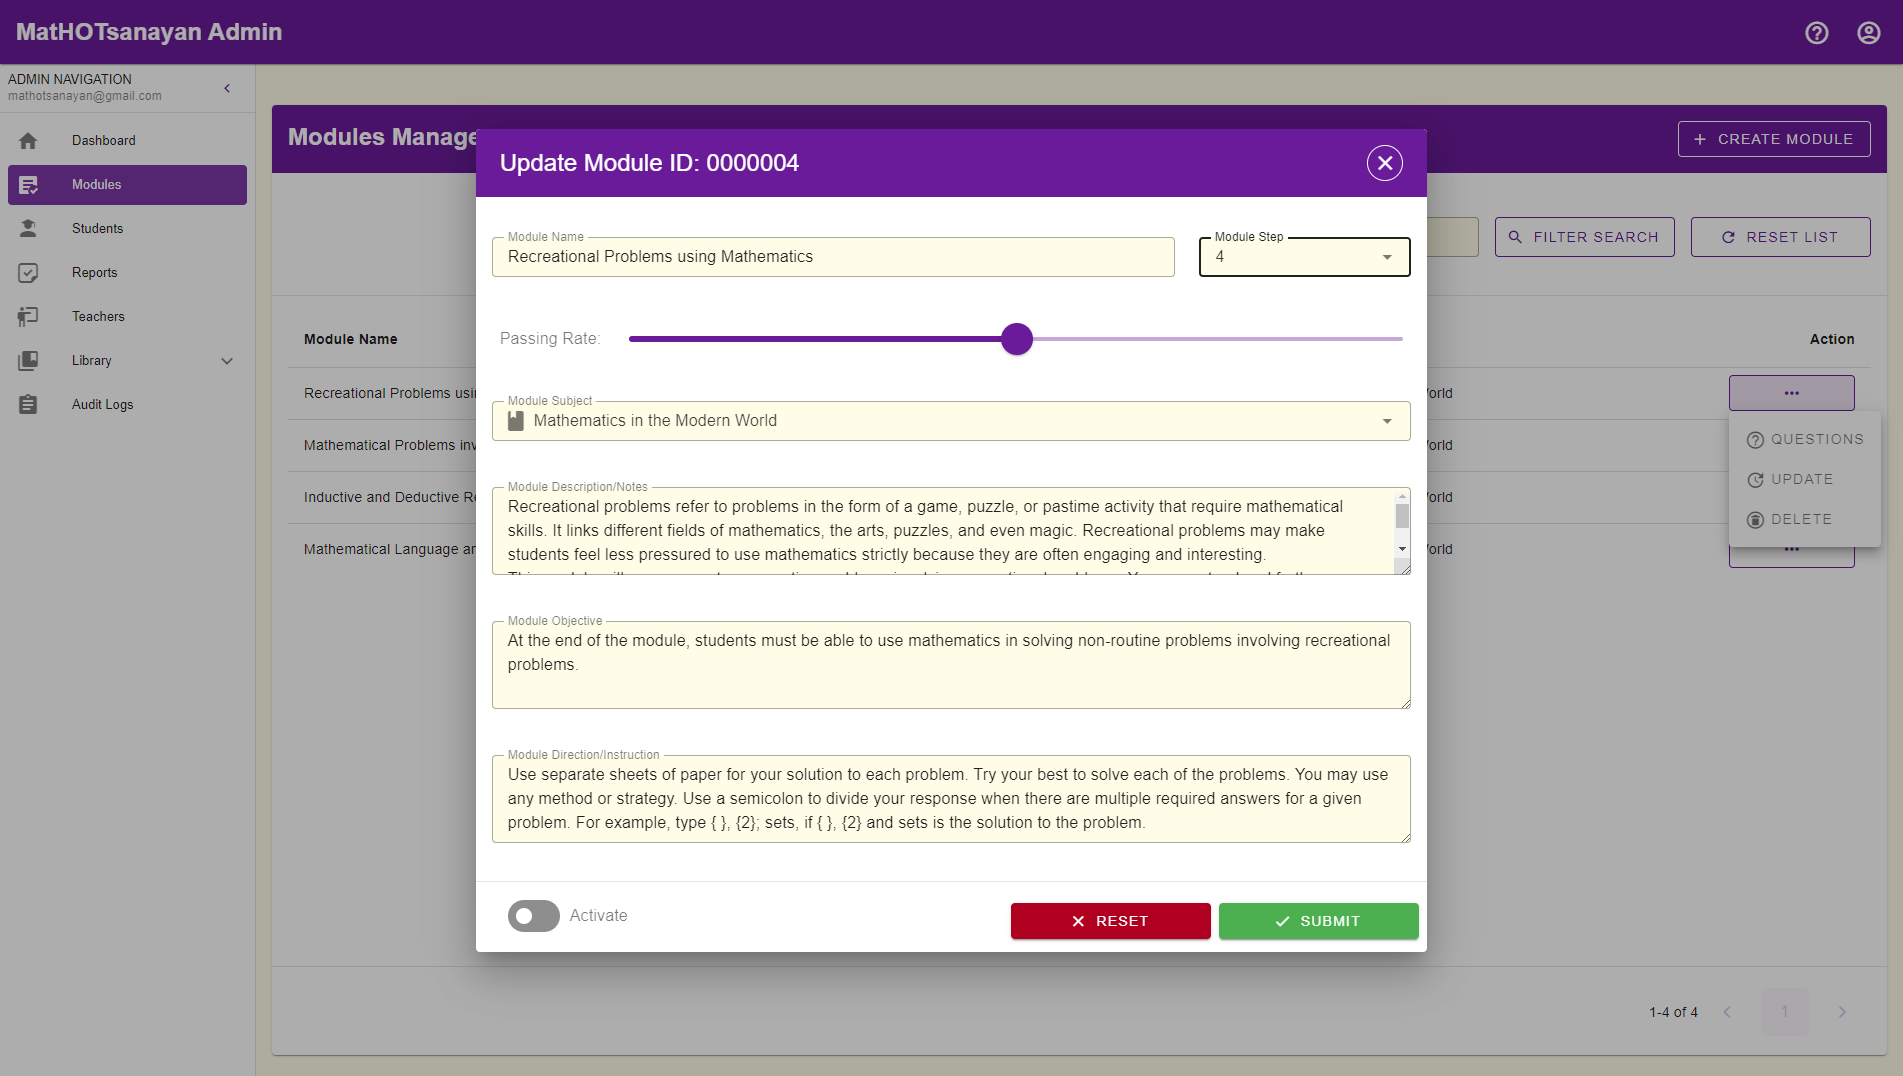 MatHOTsanayan Admin
ADMIN NAVIGATION
mathotsanayan@gmail.com
Dashboard
Modules
Students
Reports
Teachers
Library
Audit Logs
Modules Manage
CREATE MODULE
FILTER SEARCH
RESET LIST
Module Name
Action
Recreational Problems usi
orld
Mathematical Problems inv
orld
Inductive and Deductive Re
orld
Mathematical Language an
orld
QUESTIONS
UPDATE
DELETE
1-4 of 4
1
Update Module ID: 0000004
Module Name
Recreational Problems using Mathematics
Module Step
4
Passing Rate:
Module Subject
Mathematics in the Modern World
Module Description/Notes
Recreational problems refer to problems in the form of a game, puzzle, or pastime activity that require mathematical
skills. It links different fields of mathematics, the arts, puzzles, and even magic. Recreational problems may make
students feel less pressured to use mathematics strictly because they are often engaging and interesting.
Module Objective
At the end of the module, students must be able to use mathematics in solving non-routine problems involving recreational
problems.
Module Direction/Instruction
Use separate sheets of paper for your solution to each problem. Try your best to solve each of the problems. You may use
any method or strategy. Use a semicolon to divide your response when there are multiple required answers for a given
problem. For example, type { }, {2}; sets, if { }, {2} and sets is the solution to the problem.
Activate
RESET
SUBMIT